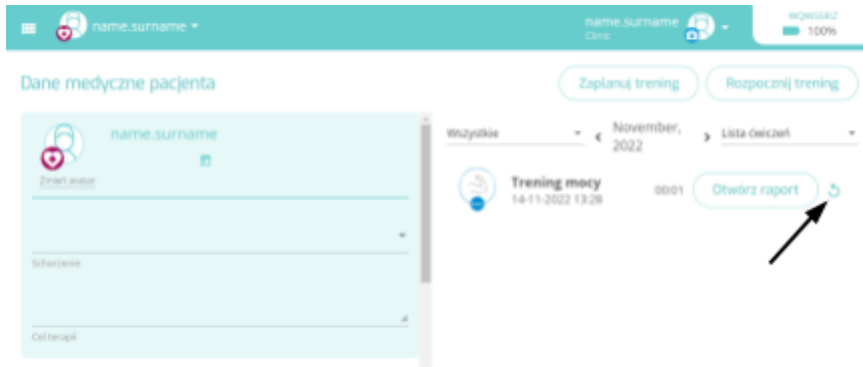 name.surname
name.surname
Clinic
100%
Dane medyczne pacjenta
Zaplanuj trening
Rozpocznij trening
name.surname
Zmień avatar
Schorzenie
Cel terapii
Wszystkie
November, 2022
Lista ćwiczeń
Trening mocy
14-11-2022 13:28
00:01
Otwórz raport